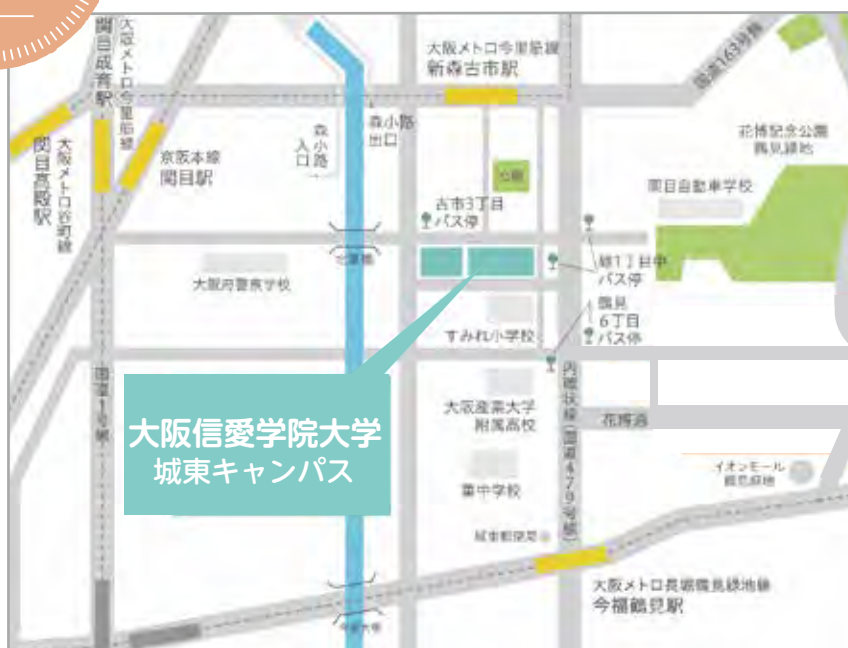 関目成育駅
大阪メトロ今里筋線
大阪メトロ今里筋線
新森古市駅
国道163号線
花博記念公園
鶴見緑地
森小路
出口
森小路
入口
京阪本線
関目駅
大阪メトロ谷町線
関目高殿駅
公園
関目自動車学校
古市3丁目
バス停
大阪府警察学校
緑1丁目中
バス停
鶴見
6丁目
バス停
すみれ小学校
国道1号線
大阪信愛学院大学
城東キャンパス
大阪産業大学
附属高校
内環状線(国道479号線)
花博通
イオンモール
鶴見緑地
菫中学校
城東郵便局
大阪メトロ長堀鶴見緑地線
今福鶴見駅